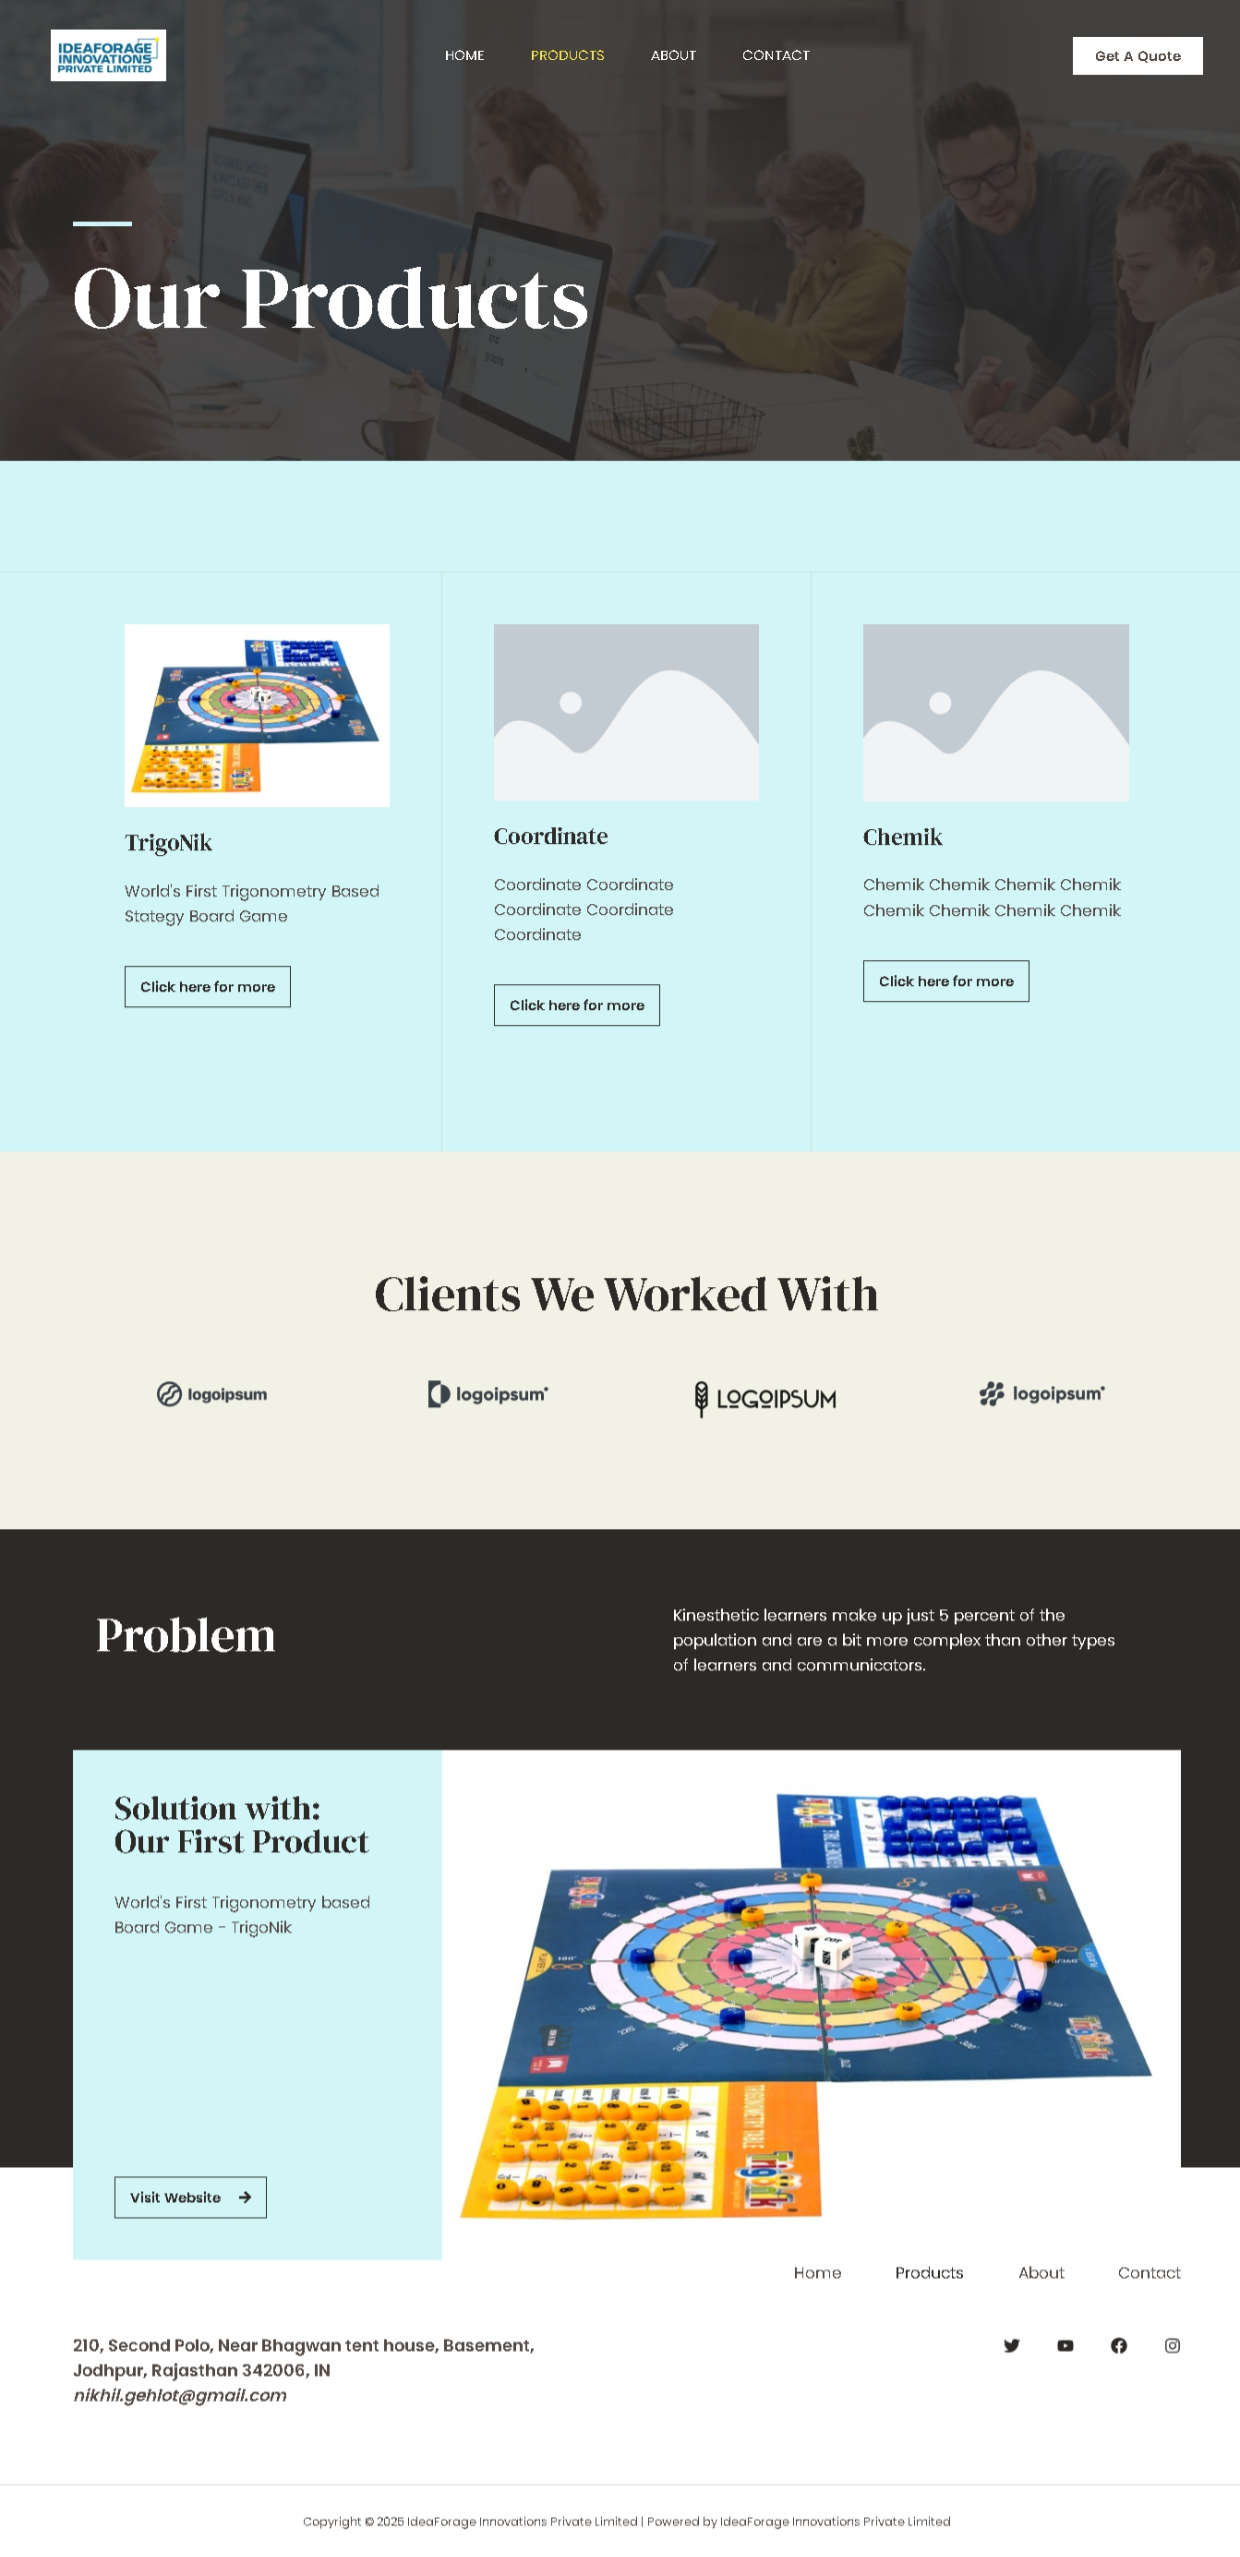 IDEAFORAGE
INNOVATIONS
PRIVATE LIMITED
HOME
PRODUCTS
ABOUT
CONTACT
Get A Quote
Our Products
TrigoNik
World's First Trigonometry Based
Stategy Board Game
Click here for more
Coordinate
Coordinate Coordinate
Coordinate Coordinate
Coordinate
Click here for more
Chemik
Chemik Chemik Chemik Chemik
Chemik Chemik Chemik Chemik
Click here for more
Clients We Worked With
logoipsum
logoipsum
LOGOIPSUM
logoipsum
Problem
Kinesthetic learners make up just 5 percent of the
population and are a bit more complex than other types
of learners and communicators.
Solution with:
Our First Product
World's First Trigonometry based
Board Game - TrigoNik
Visit Website
TRIGONOMETRY TABLE
Home
Products
About
Contact
210, Second Polo, Near Bhagwan tent house, Basement,
Jodhpur, Rajasthan 342006, IN
nikhil.gehlot@gmail.com
Copyright © 2025 IdeaForage Innovations Private Limited | Powered by IdeaForage Innovations Private Limited